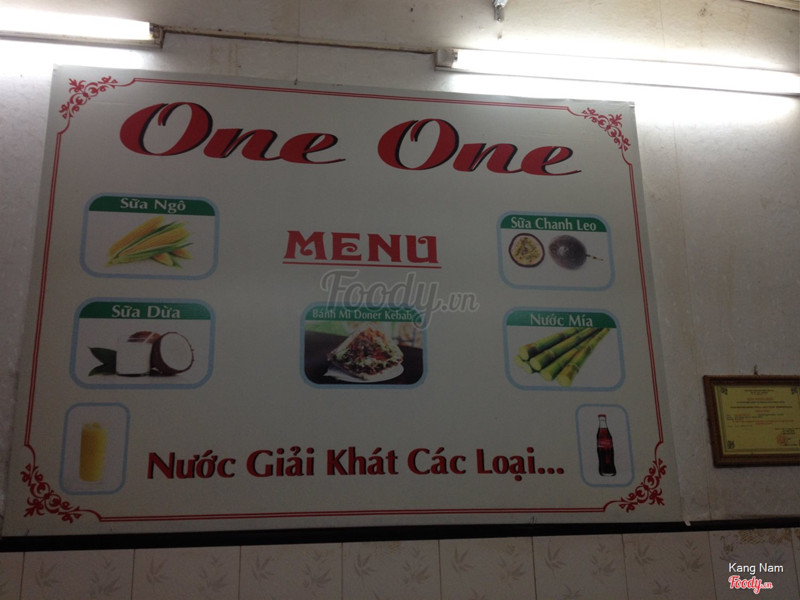 One One
Sữa Ngô
MENU
Sữa Chanh Leo
Foody.vn
Sữa Dừa
Bánh Mì Doner Kebab
Nước Mía
Nước Giải Khát Các Loại...
Kang Nam
Foody.vn